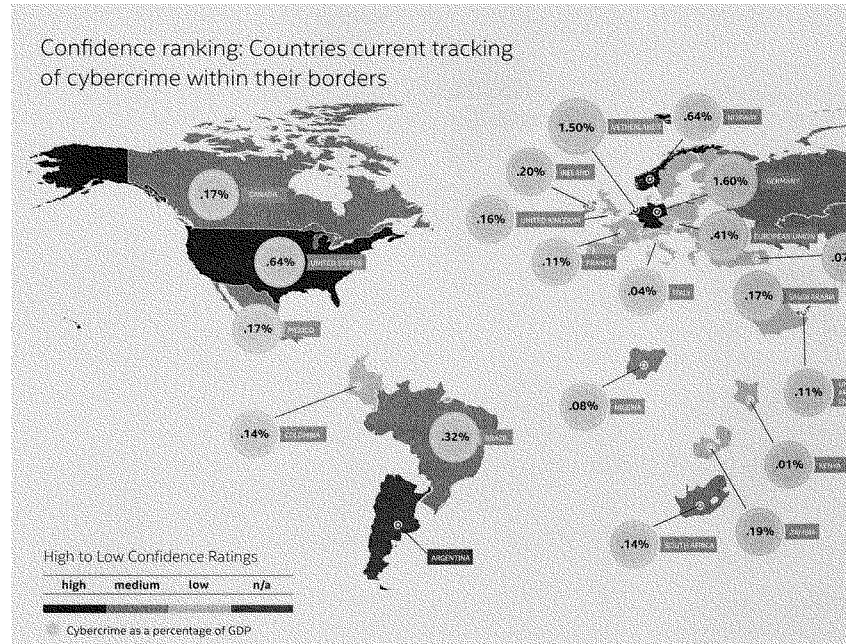 Confidence ranking: Countries current tracking
of cybercrime within their borders
.64% NORWAY
1.50% NETHERLANDS
.20% IRELAND
.17% CANADA
1.60% GERMANY
.16% UNITED KINGDOM
.41% EUROPEAN UNION
.11% FRANCE
.07
.64% UNITED STATES
.04% ITALY
.17% SAUDI ARABIA
.17% MEXICO
.11%
.08% NIGERIA
.14% COLOMBIA
.32% BRAZIL
.01% KENYA
.19% ZAMBIA
.14% SOUTH AFRICA
ARGENTINA
High to Low Confidence Ratings
high medium low n/a
Cybercrime as a percentage of GDP